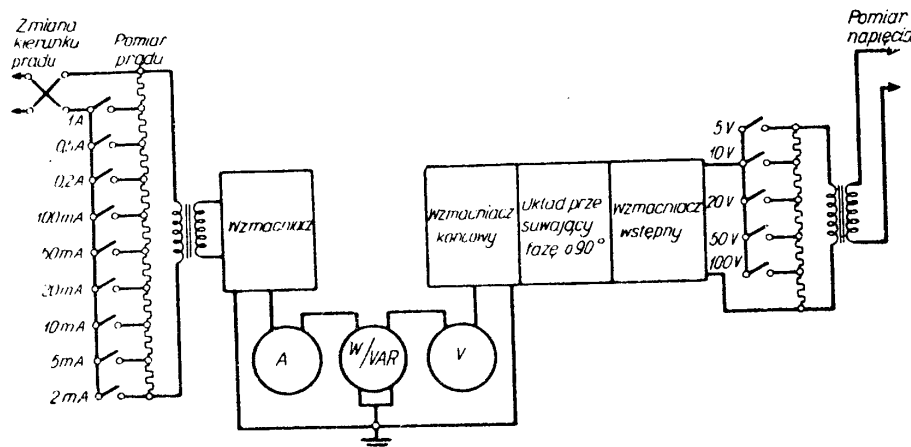 Zmiana
kierunku
prądu
Pomiar
prądu
1A
0,5A
0,2A
100mA
50mA
20mA
10mA
5mA
2mA
Wzmacniacz
A
W/VAR
V
Wzmacniacz
końcowy
układ prze
suwający
fazę o 90°
Wzmacniacz
wstępny
5V
10V
20V
50V
100V
Pomiar
napięcia